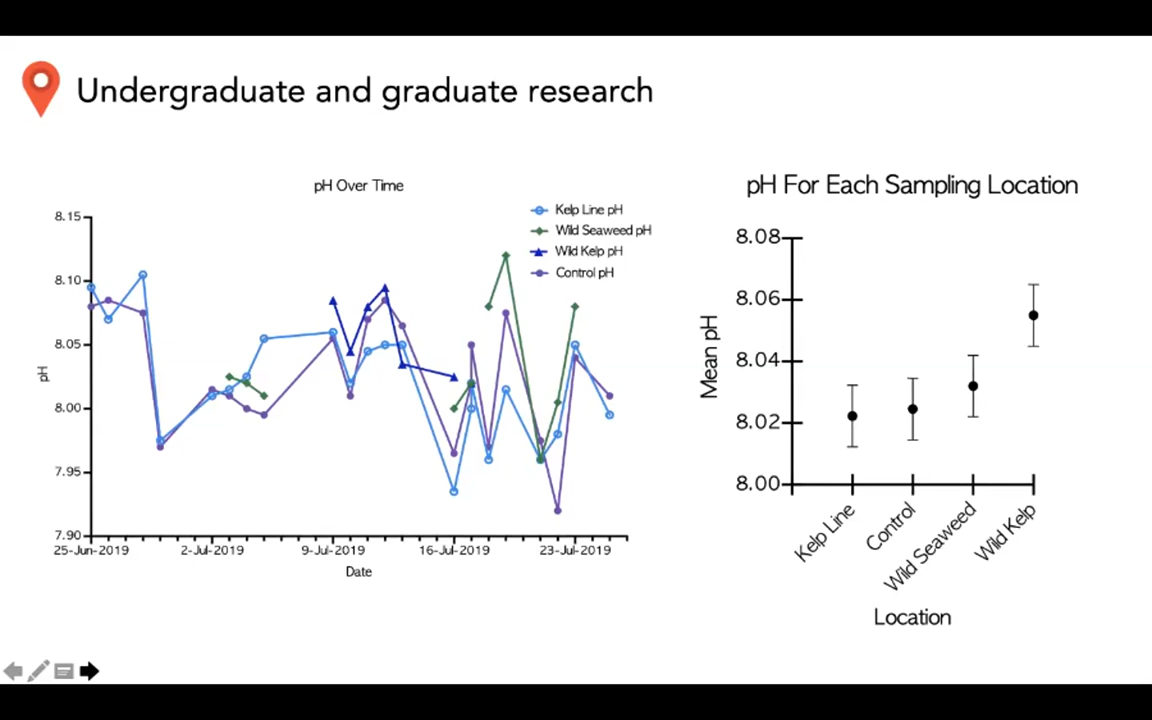 Undergraduate and graduate research
pH Over Time
8.15
8.10
8.05
8.00
7.95
7.90
pH
25-Jun-2019
2-Jul-2019
9-Jul-2019
16-Jul-2019
23-Jul-2019
Date
Kelp Line pH
Wild Seaweed pH
Wild Kelp pH
Control pH
pH For Each Sampling Location
8.08
8.06
8.04
8.02
8.00
Mean pH
Kelp Line
Control
Wild Seaweed
Wild Kelp
Location